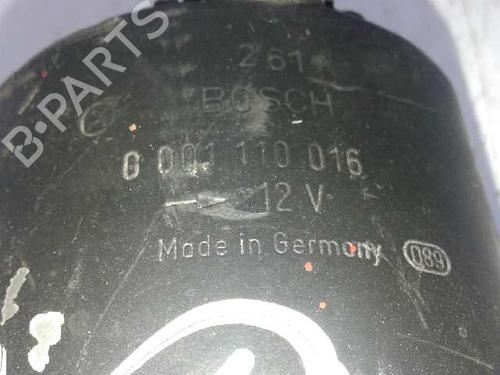 B-PARTS
261
BOSCH
0 001 110 016
12 V
Made in Germany 089